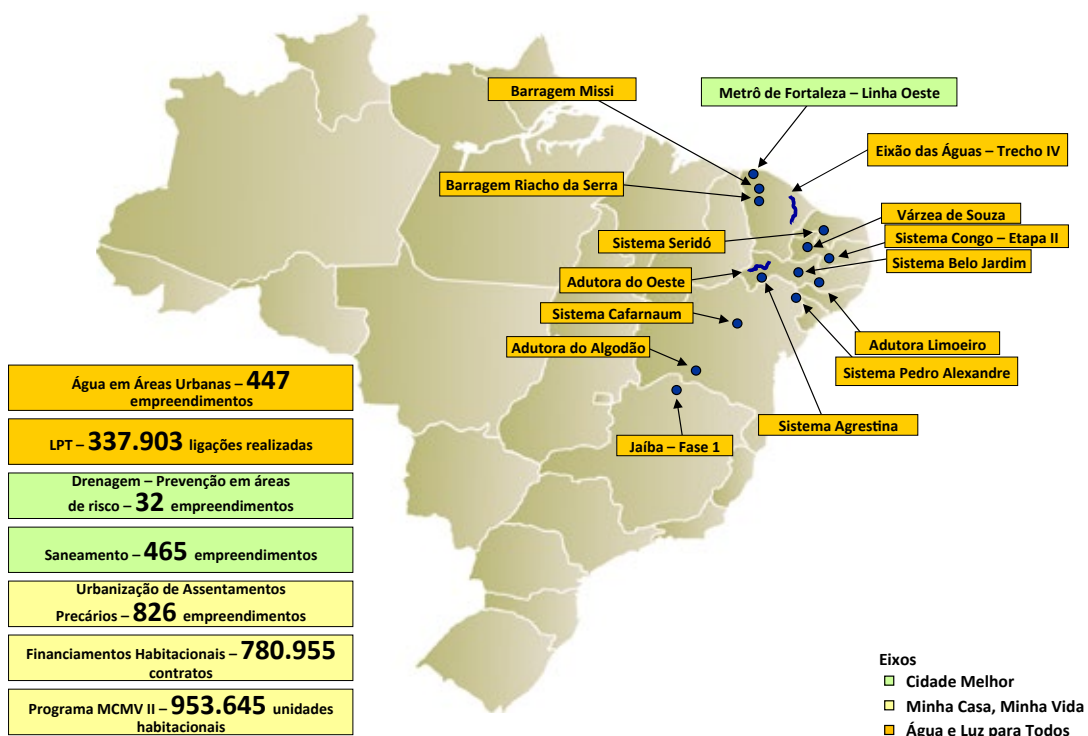 Barragem Missi
Metrô de Fortaleza – Linha Oeste
Eixão das Águas – Trecho IV
Barragem Riacho da Serra
Várzea de Souza
Sistema Seridó
Sistema Congo – Etapa II
Sistema Belo Jardim
Adutora do Oeste
Sistema Cafarnaum
Adutora do Algodão
Adutora Limoeiro
Sistema Pedro Alexandre
Sistema Agrestina
Jaíba – Fase 1
Água em Áreas Urbanas – 447
empreendimentos
LPT – 337.903 ligações realizadas
Drenagem – Prevenção em áreas
de risco – 32 empreendimentos
Saneamento – 465 empreendimentos
Urbanização de Assentamentos
Precários – 826 empreendimentos
Financiamentos Habitacionais – 780.955
contratos
Programa MCMV II – 953.645 unidades
habitacionais
Eixos
Cidade Melhor
Minha Casa, Minha Vida
Água e Luz para Todos